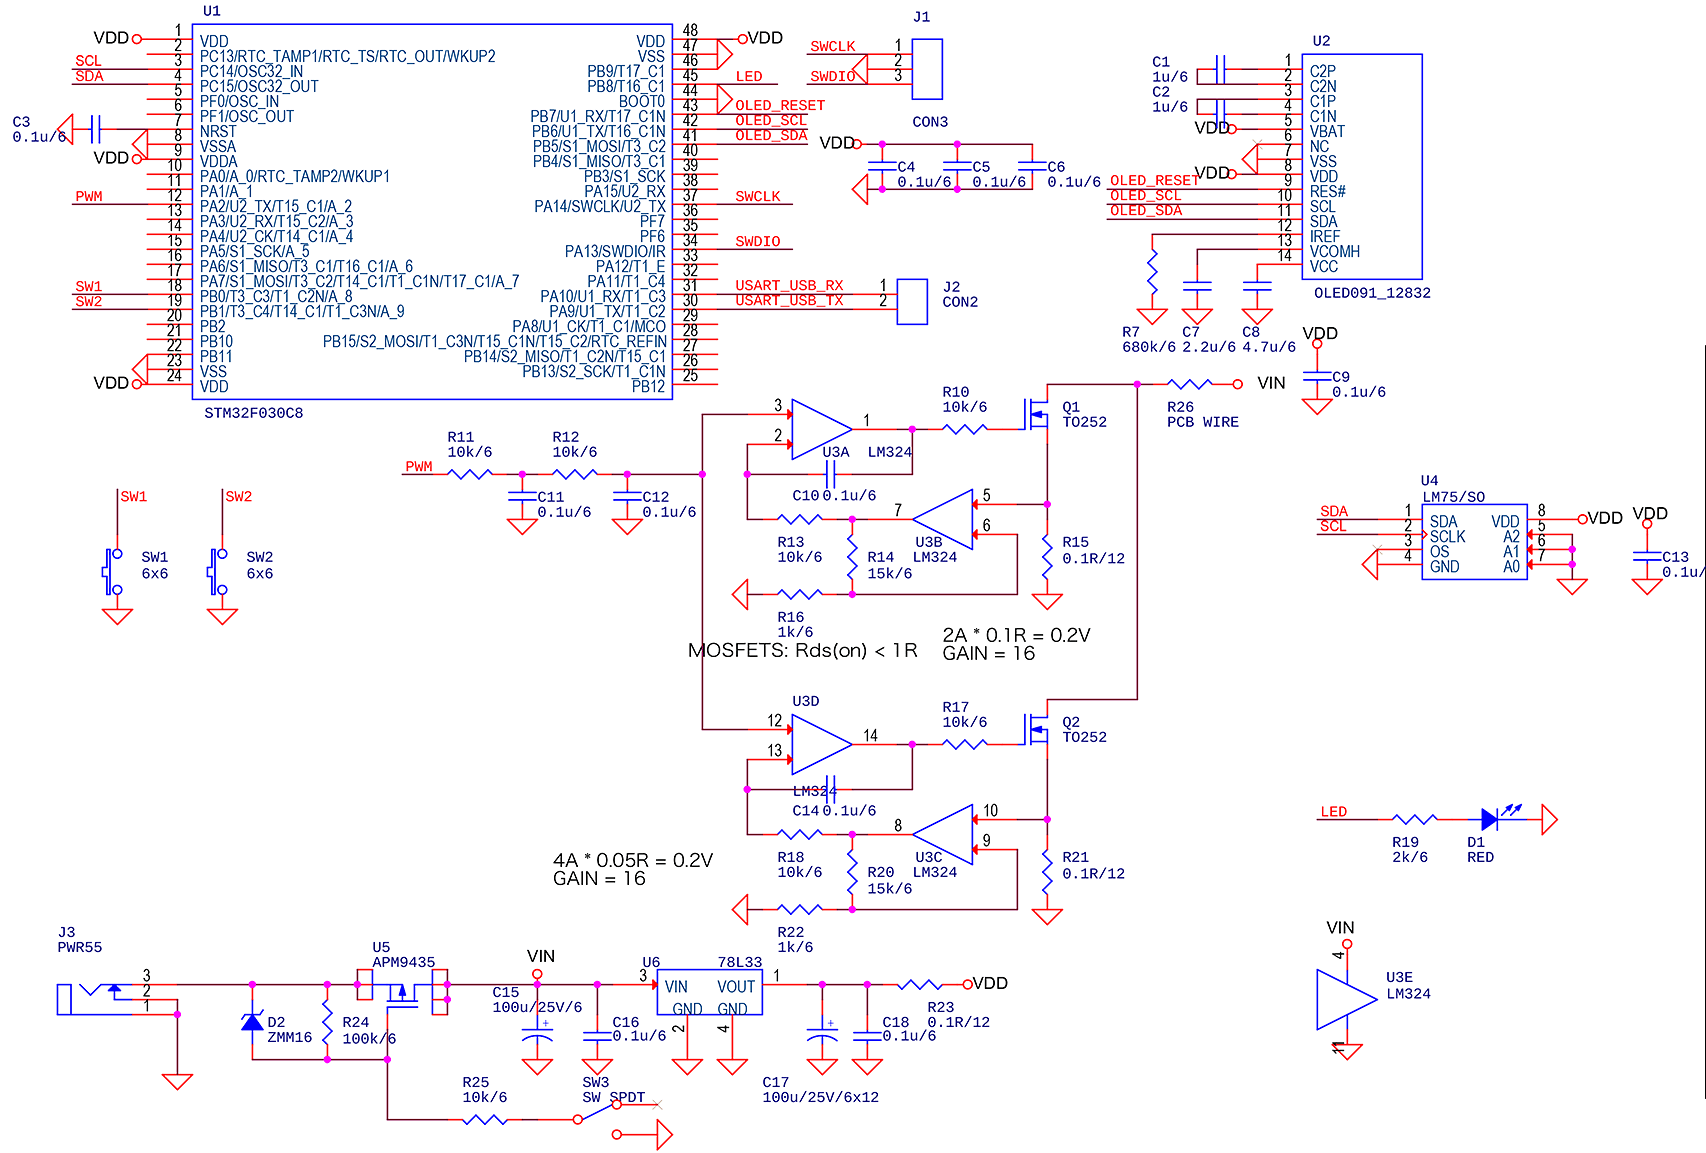 U1
VDD
1
2
SCL
3
SDA
4
5
6
C3
0.1u/6
7
8
VDD
9
10
11
PWM
12
13
14
15
16
17
SW1
18
SW2
19
20
21
22
23
VDD
24
VDD
PC13/RTC_TAMP1/RTC_TS/RTC_OUT/WKUP2
PC14/OSC32_IN
PC15/OSC32_OUT
PF0/OSC_IN
PF1/OSC_OUT
NRST
VSSA
VDDA
PA0/A_0/RTC_TAMP2/WKUP1
PA1/A_1
PA2/U2_TX/T15_C1/A_2
PA3/U2_RX/T15_C2/A_3
PA4/U2_CK/T14_C1/A_4
PA5/S1_SCK/A_5
PA6/S1_MISO/T3_C1/T16_C1/A_6
PA7/S1_MOSI/T3_C2/T14_C1/T1_C1N/T17_C1/A_7
PB0/T3_C3/T1_C2N/A_8
PB1/T3_C4/T14_C1/T1_C3N/A_9
PB2
PB10
PB11
VSS
VDD
VDD
VSS
PB9/T17_C1
PB8/T16_C1
BOOT0
PB7/U1_RX/T17_C1N
PB6/U1_TX/T16_C1N
PB5/S1_MOSI/T3_C2
PB4/S1_MISO/T3_C1
PB3/S1_SCK
PA15/U2_RX
PA14/SWCLK/U2_TX
PF7
PF6
PA13/SWDIO/IR
PA12/T1_E
PA11/T1_C4
PA10/U1_RX/T1_C3
PA9/U1_TX/T1_C2
PA8/U1_CK/T1_C1/MCO
PB15/S2_MOSI/T1_C3N/T15_C1N/T15_C2/RTC_REFIN
PB14/S2_MISO/T1_C2N/T15_C1
PB13/S2_SCK/T1_C1N
PB12
48
VDD
47
46
45
LED
44
43
OLED_RESET
42
OLED_SCL
41
OLED_SDA
40
39
38
37
SWCLK
36
35
34
SWDIO
33
32
31
USART_USB_RX
30
USART_USB_TX
29
28
27
26
25
STM32F030C8
J1
SWCLK
1
2
SWDIO
3
CON3
VDD
C4
0.1u/6
C5
0.1u/6
C6
0.1u/6
J2
1
2
CON2
U2
C1
1u/6
C2
1u/6
VDD
VDD
OLED_RESET
OLED_SCL
OLED_SDA
1
2
3
4
5
6
7
8
9
10
11
12
13
14
C2P
C2N
C1P
C1N
VBAT
NC
VSS
VDD
RES#
SCL
SDA
IREF
VCOMH
VCC
OLED091_12832
R7
680k/6
C7
2.2u/6
C8
4.7u/6
VDD
C9
0.1u/6
PWM
R11
10k/6
R12
10k/6
C11
0.1u/6
C12
0.1u/6
3
2
1
U3A
LM324
C10
0.1u/6
R10
10k/6
Q1
TO252
R26
PCB WIRE
VIN
7
5
6
U3B
LM324
R13
10k/6
R14
15k/6
R15
0.1R/12
R16
1k/6
MOSFETS: Rds(on) < 1R
2A * 0.1R = 0.2V
GAIN = 16
SW1
SW1
6x6
SW2
SW2
6x6
U4
LM75/SO
SDA
1
SCL
2
3
4
SDA
SCLK
OS
GND
VDD
A2
A1
A0
8
5
6
7
VDD
VDD
C13
0.1u/
U3D
12
13
14
LM324
C14
0.1u/6
R17
10k/6
Q2
TO252
8
10
9
U3C
LM324
R18
10k/6
R20
15k/6
R21
0.1R/12
R22
1k/6
4A * 0.05R = 0.2V
GAIN = 16
LED
R19
2k/6
D1
RED
VIN
4
U3E
LM324
11
J3
PWR55
3
2
1
D2
ZMM16
R24
100k/6
U5
APM9435
VIN
C15
100u/25V/6
C16
0.1u/6
U6
78L33
3
VIN
VOUT
1
GND
GND
2
4
C17
100u/25V/6x12
C18
0.1u/6
R23
0.1R/12
VDD
R25
10k/6
SW3
SW SPDT